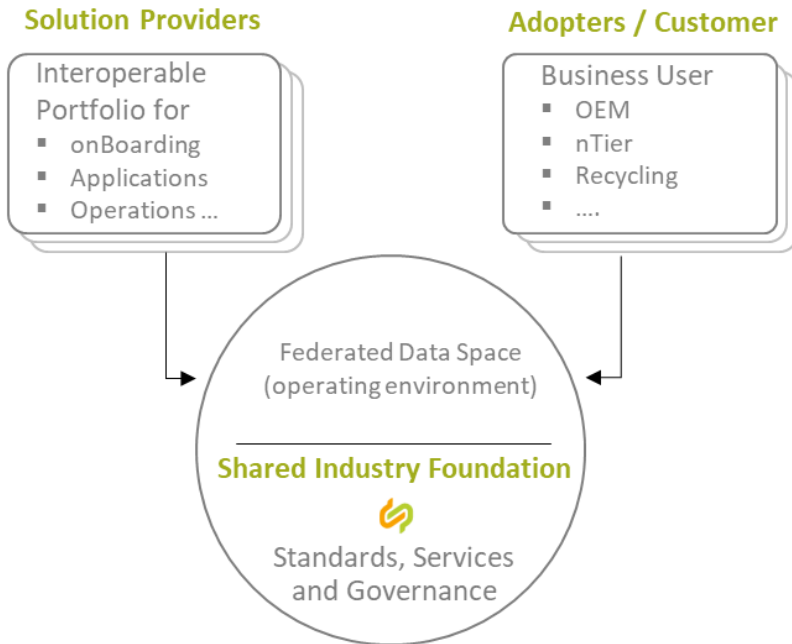 Solution Providers
Interoperable
Portfolio for
▪ onBoarding
▪ Applications
▪ Operations ...
Adopters / Customer
Business User
▪ OEM
▪ nTier
▪ Recycling
▪ ....
Federated Data Space
(operating environment)
Shared Industry Foundation
Standards, Services
and Governance